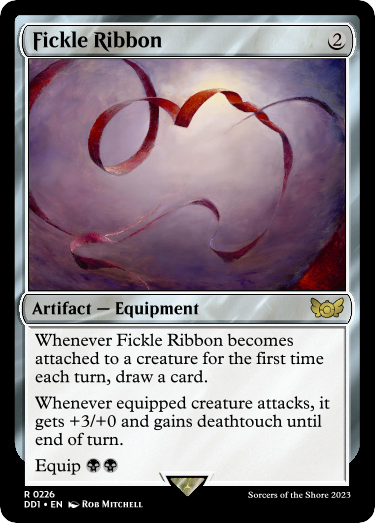 Fickle Ribbon 2
Artifact — Equipment
Whenever Fickle Ribbon becomes
attached to a creature for the first time
each turn, draw a card.
Whenever equipped creature attacks, it
gets +3/+0 and gains deathtouch until
end of turn.
Equip
R 0226
DD1 • EN Rob Mitchell
Sorcers of the Shore 2023